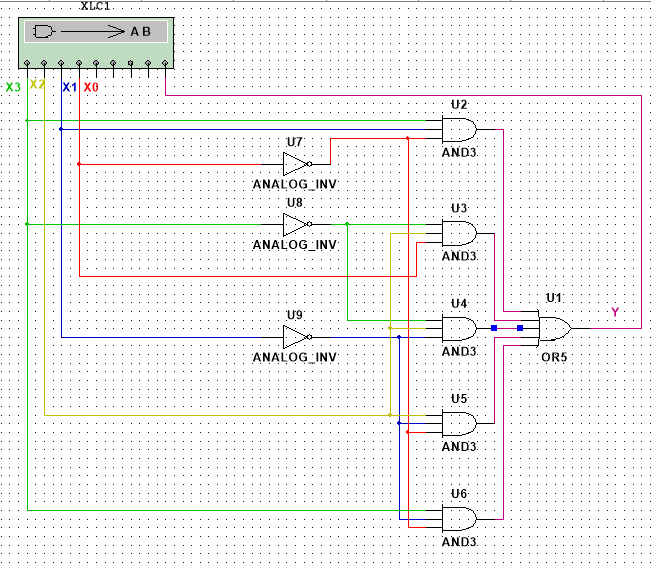 XLC1
A B
X3 X2 X1 X0
U2
AND3
U7
ANALOG_INV
U8
ANALOG_INV
U3
AND3
U9
ANALOG_INV
U4
AND3
U1
Y
OR5
U5
AND3
U6
AND3